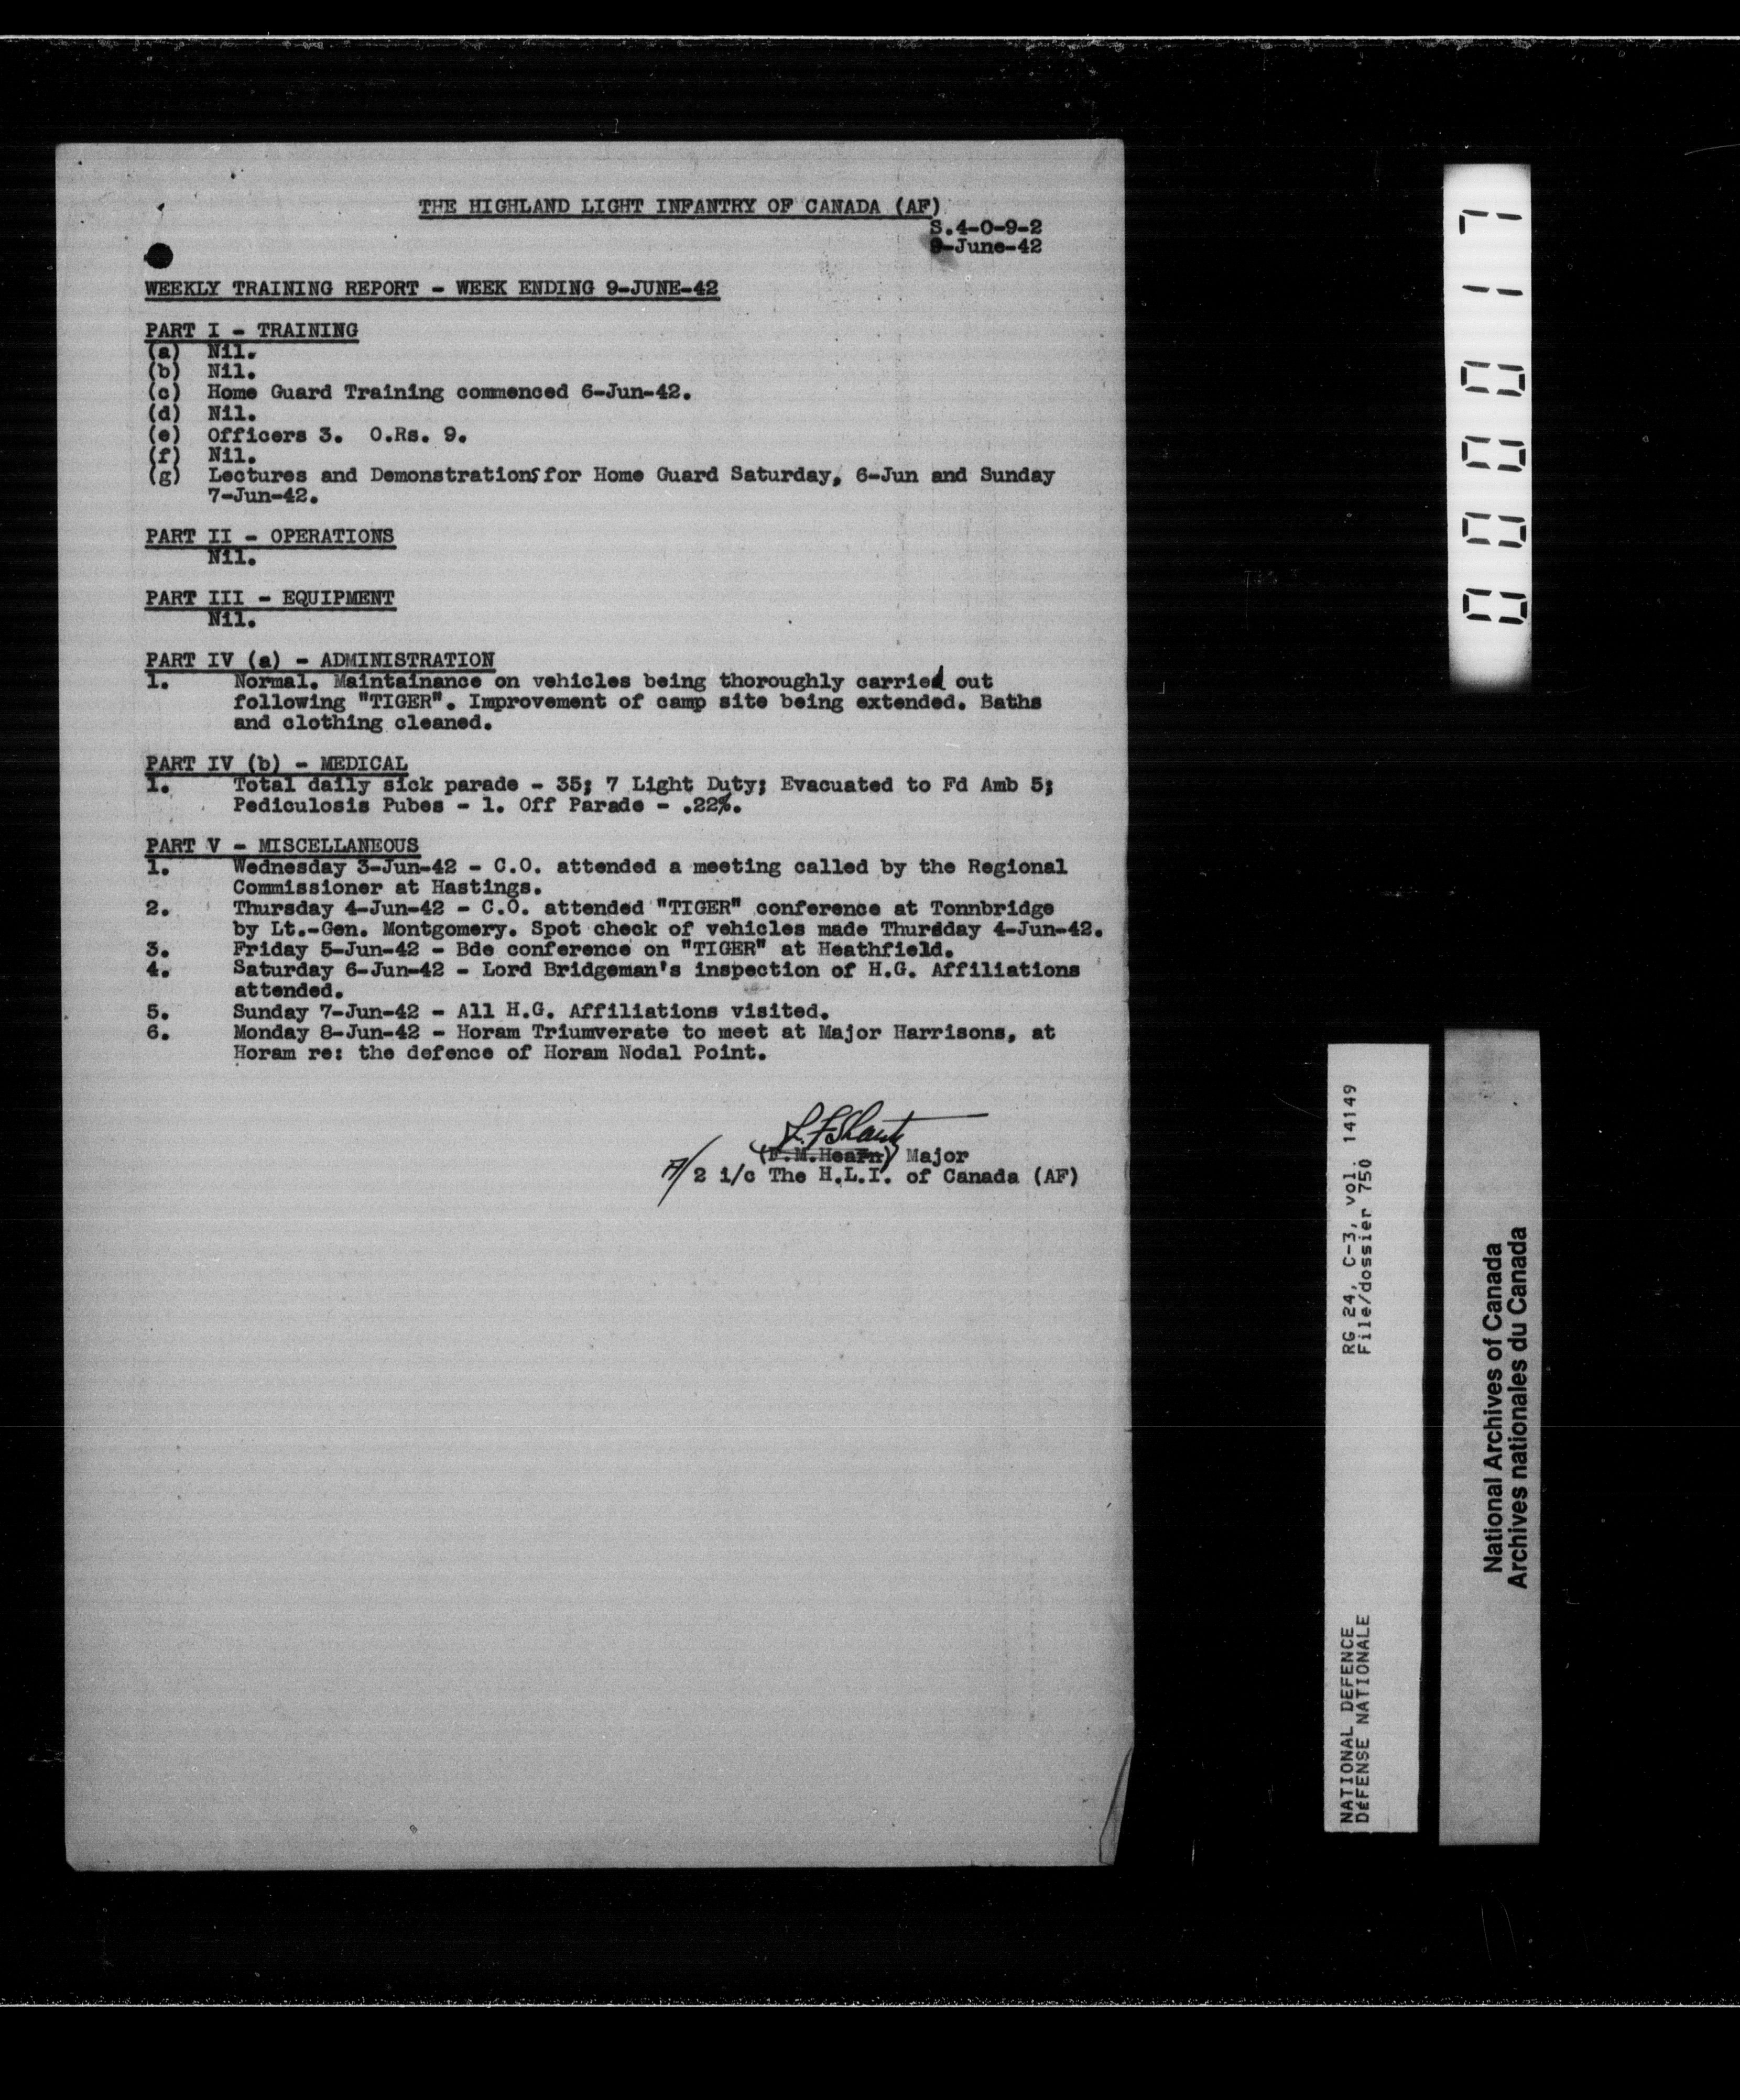 THE HIGHLAND LIGHT INFANTRY OF CANADA (AF)
S.4-0-9-2
9-June-42
WEEKLY TRAINING REPORT - WEEK ENDING 9-JUNE-42
PART I - TRAINING
(a) Nil.
(b) Nil.
(c) Home Guard Training commenced 6-Jun-42.
(d) Nil.
(e) Officers 3. O.Rs. 9.
(f) Nil.
(g) Lectures and Demonstrations for Home Guard Saturday, 6-Jun and Sunday
7-Jun-42.
PART II - OPERATIONS
Nil.
PART III - EQUIPMENT
Nil.
PART IV (a) - ADMINISTRATION
1. Normal. Maintainance on vehicles being thoroughly carried out
following "TIGER". Improvement of camp site being extended. Baths
and clothing cleaned.
PART IV (b) - MEDICAL
1. Total daily sick parade - 35; 7 Light Duty; Evacuated to Fd Amb 5;
Pediculosis Pubes - 1. Off Parade - .22%.
PART V - MISCELLANEOUS
1. Wednesday 3-Jun-42 - C.O. attended a meeting called by the Regional
Commissioner at Hastings.
2. Thursday 4-Jun-42 - C.O. attended "TIGER" conference at Tonnbridge
by Lt.-Gen. Montgomery. Spot check of vehicles made Thursday 4-Jun-42.
3. Friday 5-Jun-42 - Bde conference on "TIGER" at Heathfield.
4. Saturday 6-Jun-42 - Lord Bridgeman's inspection of H.G. Affiliations
attended.
5. Sunday 7-Jun-42 - All H.G. Affiliations visited.
6. Monday 8-Jun-42 - Horam Triumverate to meet at Major Harrisons, at
Horam re: the defence of Horam Nodal Point.
(F.M.Hearn) Major
A/2 i/c The H.L.I. of Canada (AF)
000017
RG 24, C-3, vol. 14149
File/dossier 750
NATIONAL DEFENCE
DÉFENSE NATIONALE
National Archives of Canada
Archives nationales du Canada